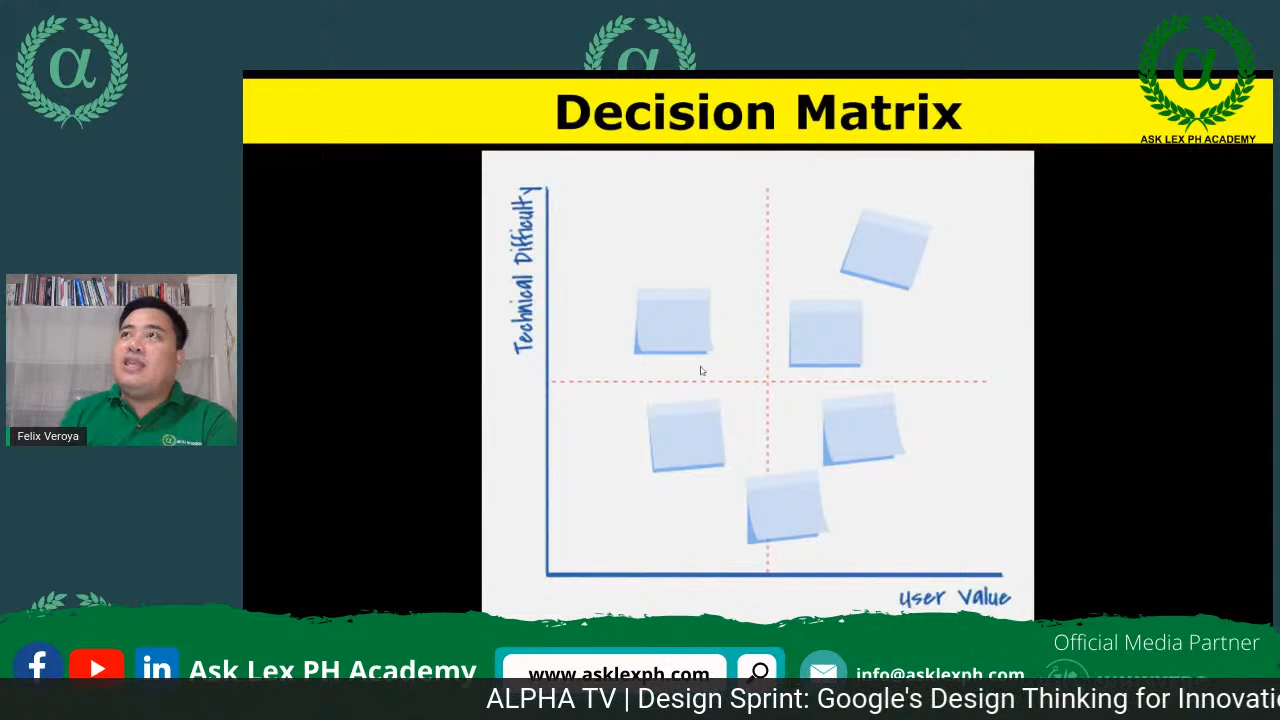 α
α
α
ASK LEX PH ACADEMY
Decision Matrix
Technical Difficulty
User Value
Felix Veroya
Official Media Partner
f
in
Ask Lex PH Academy
www.asklexph.com
info@asklexph.com
ALPHA TV | Design Sprint: Google's Design Thinking for Innovati